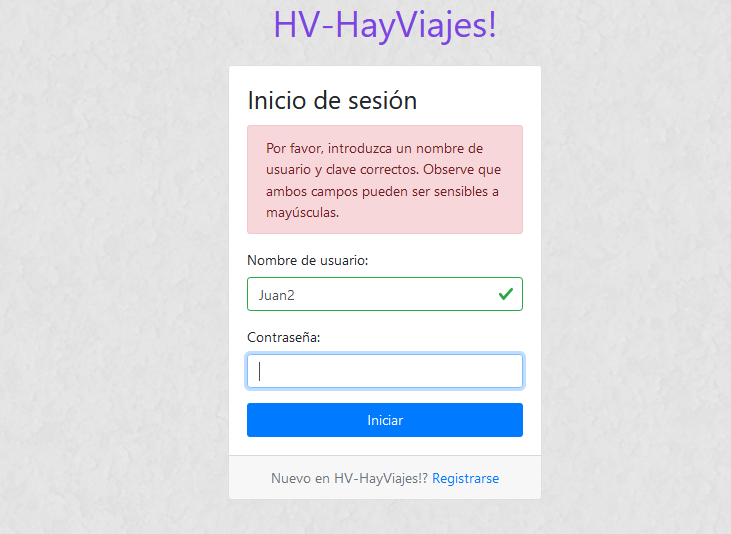 HV-HayViajes!
Inicio de sesión
Por favor, introduzca un nombre de
usuario y clave correctos. Observe que
ambos campos pueden ser sensibles a
mayúsculas.
Nombre de usuario:
Juan2
Contraseña:
Iniciar
Nuevo en HV-HayViajes!? Registrarse